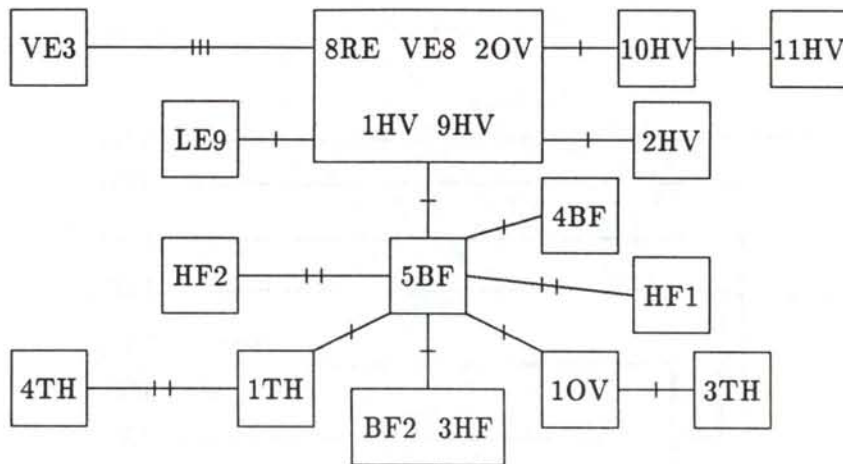 VE3 8RE VE8 2OV 10HV 11HV
LE9 1HV 9HV 2HV
4BF
HF2 5BF HF1
4TH 1TH 1OV 3TH
BF2 3HF